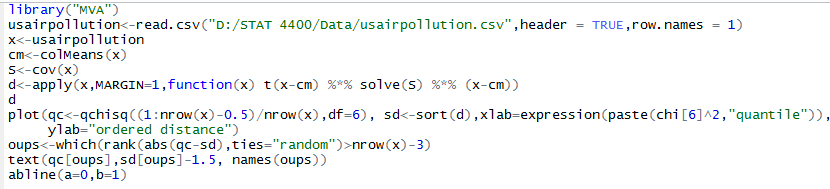 library("MVA")
usairpollution<-read.csv("D:/STAT 4400/Data/usairpollution.csv",header = TRUE,row.names = 1)
x<-usairpollution
cm<-colMeans(x)
S<-cov(x)
d<-apply(x,MARGIN=1,function(x) t(x-cm) %*% solve(S) %*% (x-cm))
d
plot(qc<-qchisq((1:nrow(x)-0.5)/nrow(x),df=6), sd<-sort(d),xlab=expression(paste(chi[6]^2,"quantile")),
ylab="ordered distance")
oups<-which(rank(abs(qc-sd),ties="random")>nrow(x)-3)
text(qc[oups],sd[oups]-1.5, names(oups))
abline(a=0,b=1)